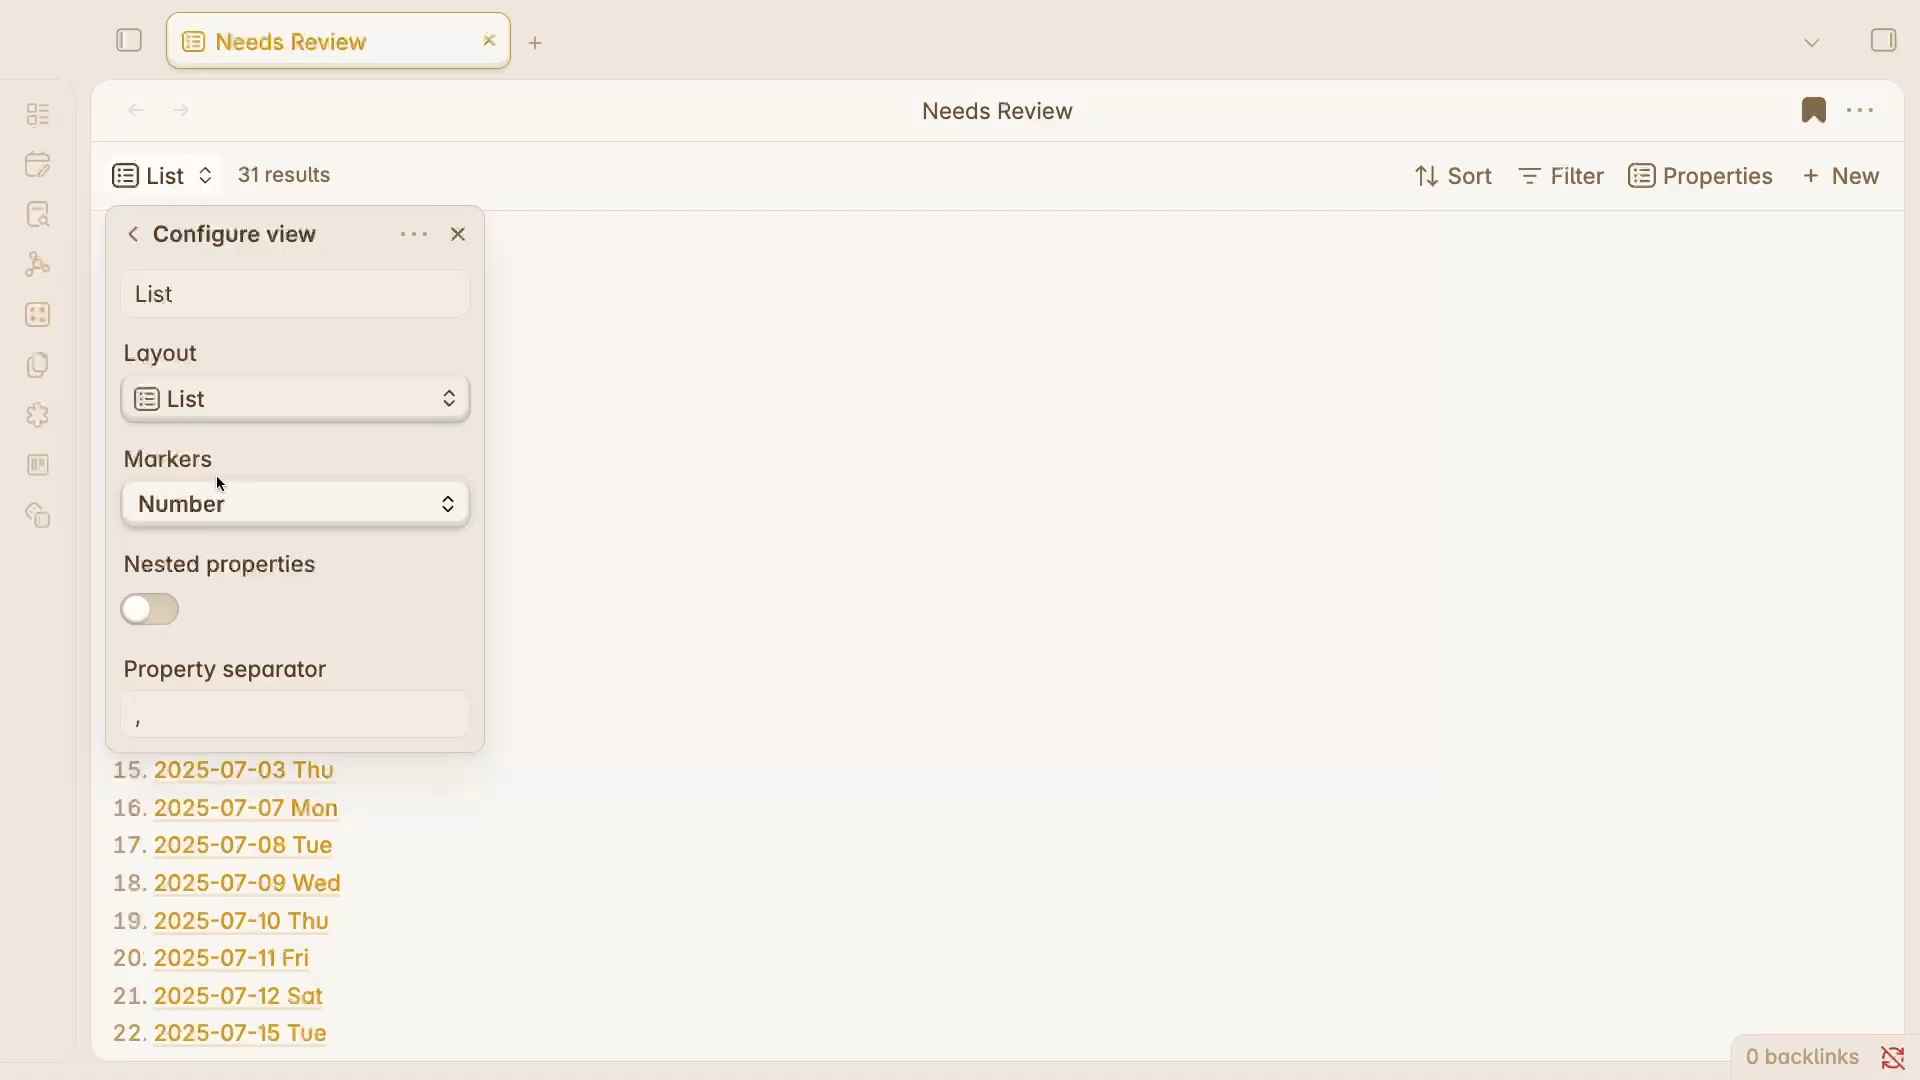 Needs Review
Needs Review
List 31 results Sort Filter Properties + New
Configure view
List
Layout
List
Markers
Number
Nested properties
Property separator
,
15. 2025-07-03 Thu
16. 2025-07-07 Mon
17. 2025-07-08 Tue
18. 2025-07-09 Wed
19. 2025-07-10 Thu
20. 2025-07-11 Fri
21. 2025-07-12 Sat
22. 2025-07-15 Tue
0 backlinks